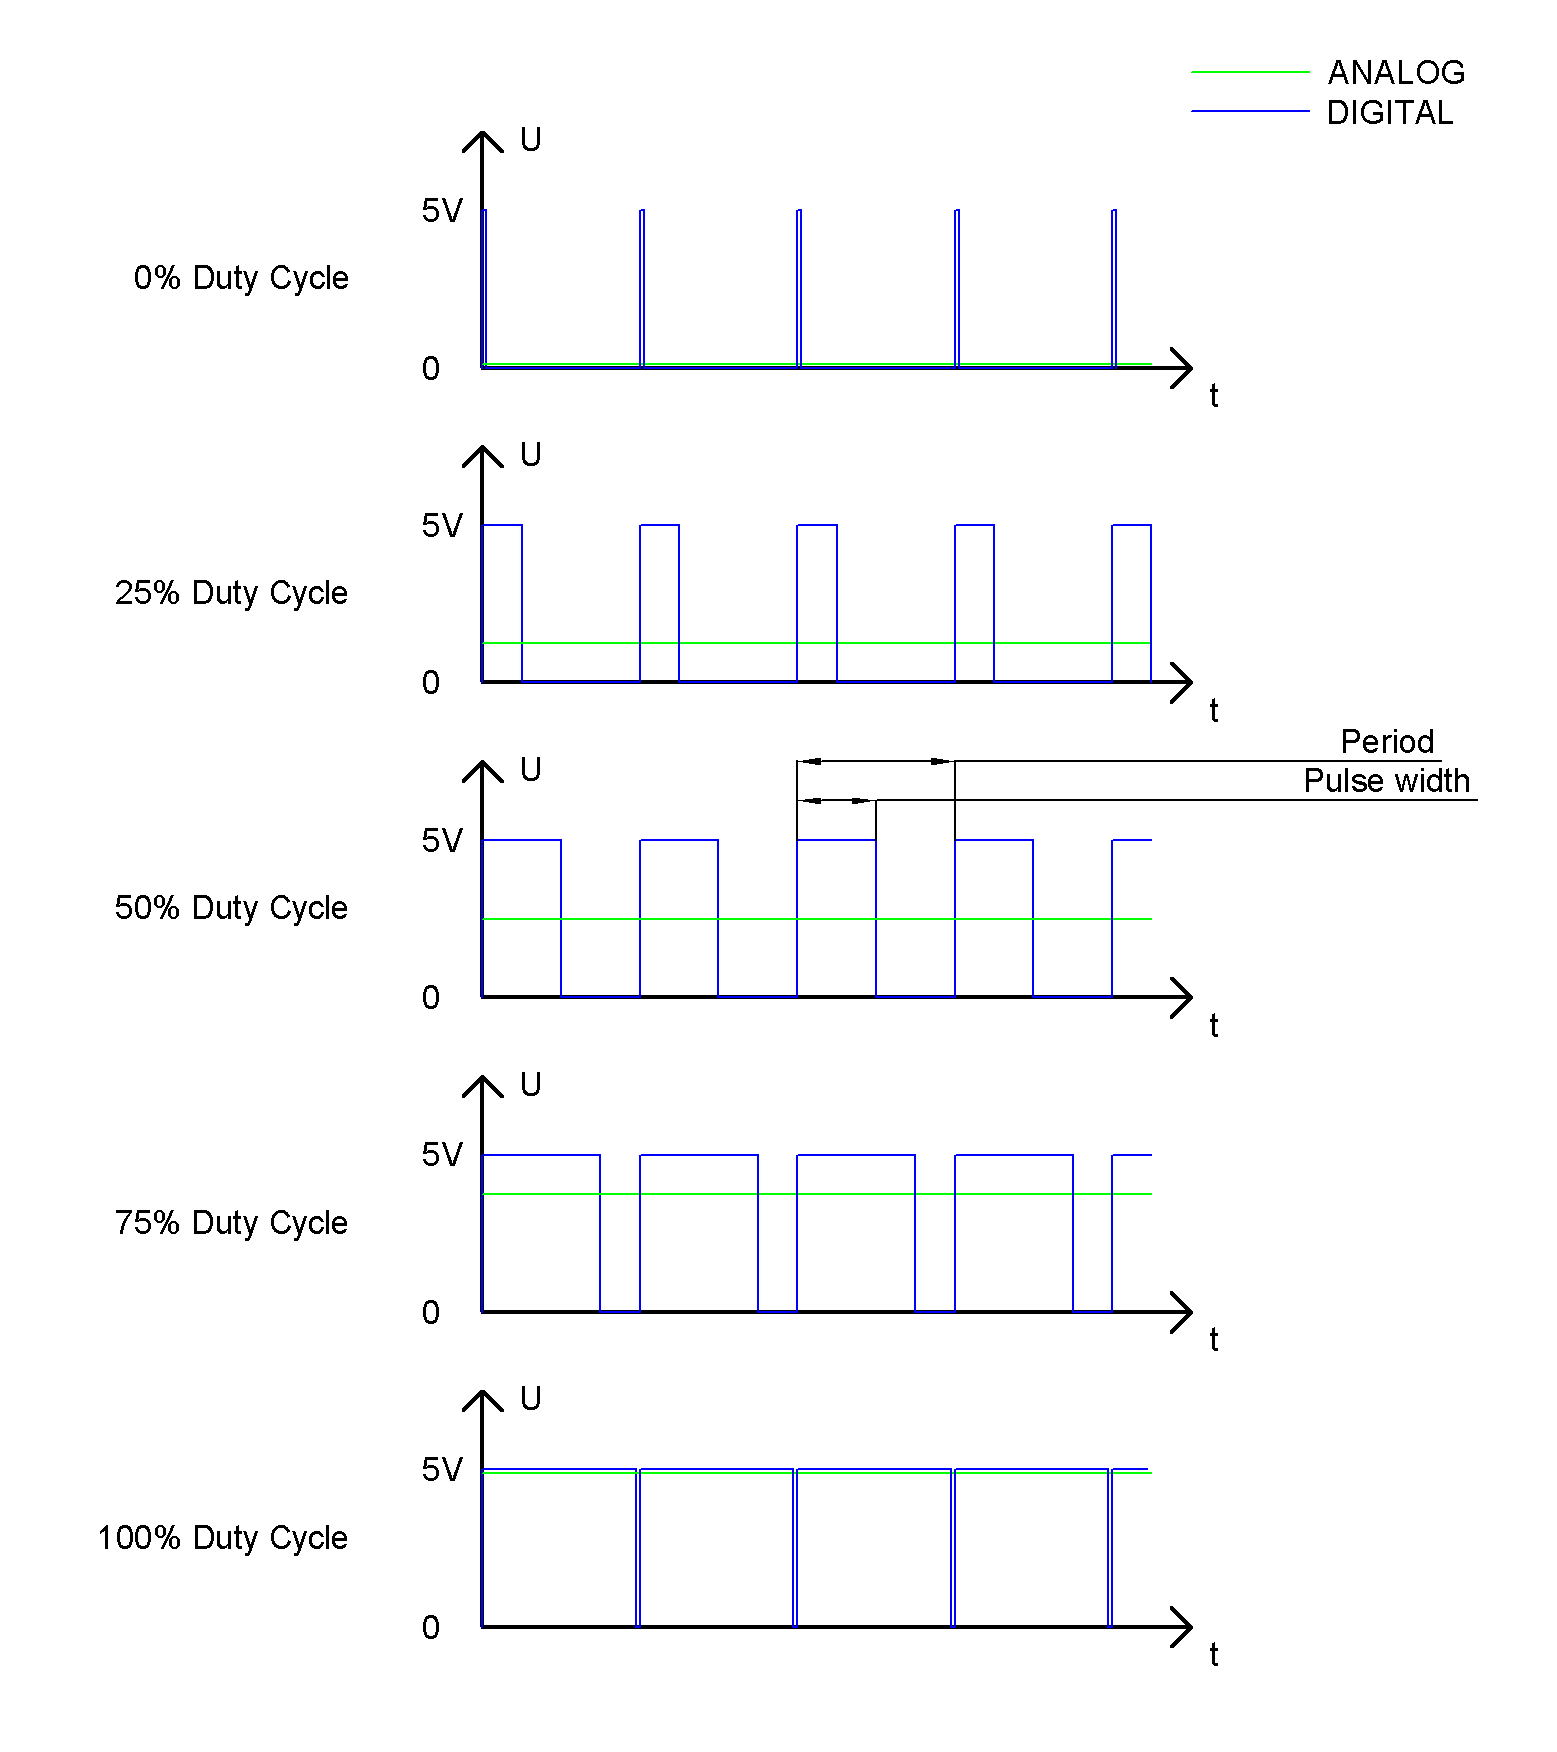 ANALOG
DIGITAL
U
5V
0% Duty Cycle
0
t
U
5V
25% Duty Cycle
0
t
Period
U
Pulse width
5V
50% Duty Cycle
0
t
U
5V
75% Duty Cycle
0
t
U
5V
100% Duty Cycle
0
t